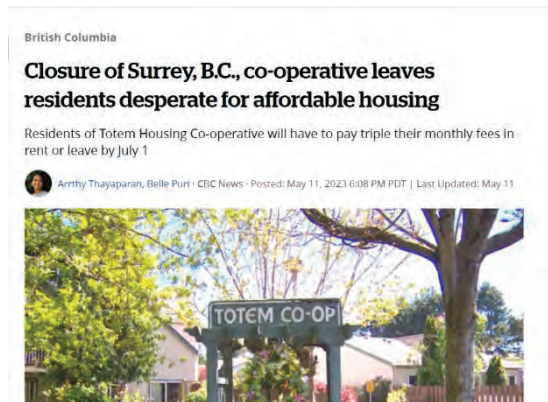 British Columbia
Closure of Surrey, B.C., co-operative leaves
residents desperate for affordable housing
Residents of Totem Housing Co-operative will have to pay triple their monthly fees in
rent or leave by July 1
Arrthy Thayaparan, Belle Puri · CBC News · Posted: May 11, 2023 6:08 PM PDT | Last Updated: May 11
TOTEM CO-OP